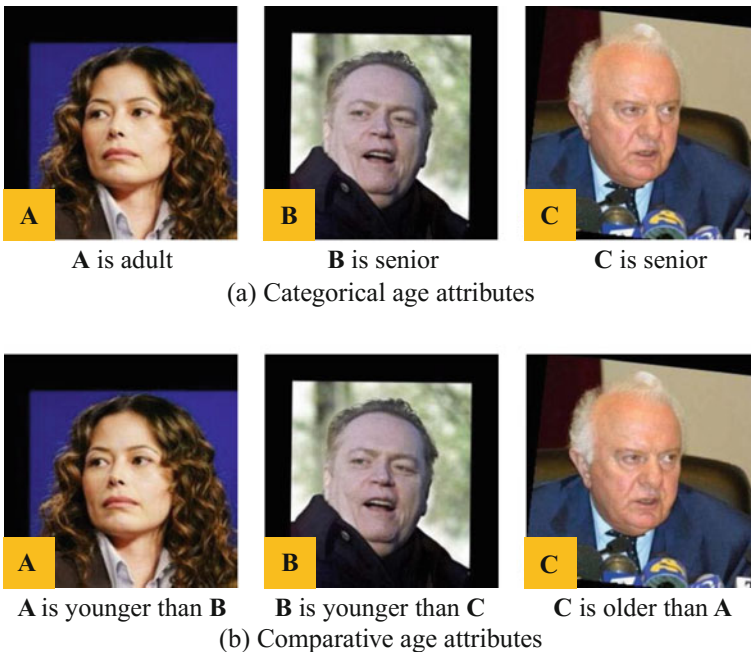 A
B
C
A is adult
B is senior
C is senior
(a) Categorical age attributes
A
B
C
A is younger than B
B is younger than C
C is older than A
(b) Comparative age attributes